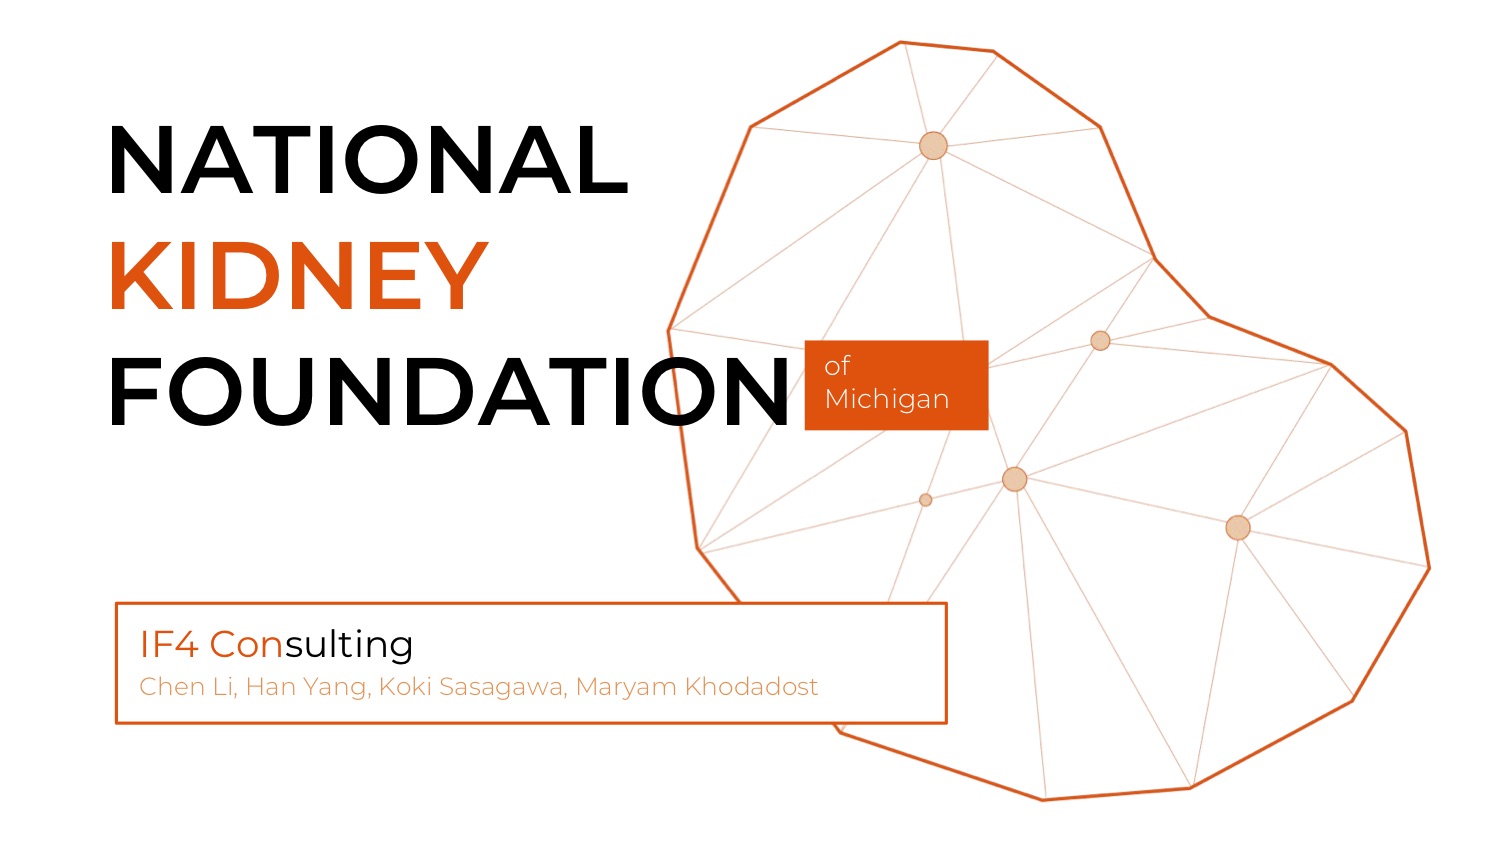 NATIONAL
KIDNEY
FOUNDATION
of
Michigan
IF4 Consulting
Chen Li, Han Yang, Koki Sasagawa, Maryam Khodadost